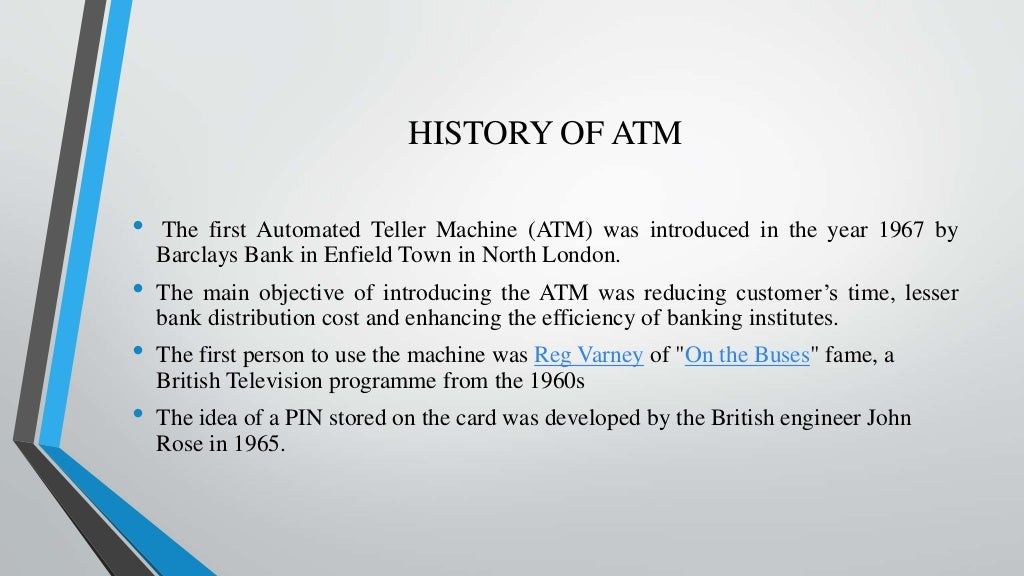 HISTORY OF ATM
• The first Automated Teller Machine (ATM) was introduced in the year 1967 by
Barclays Bank in Enfield Town in North London.
• The main objective of introducing the ATM was reducing customer’s time, lesser
bank distribution cost and enhancing the efficiency of banking institutes.
• The first person to use the machine was Reg Varney of "On the Buses" fame, a
British Television programme from the 1960s
• The idea of a PIN stored on the card was developed by the British engineer John
Rose in 1965.